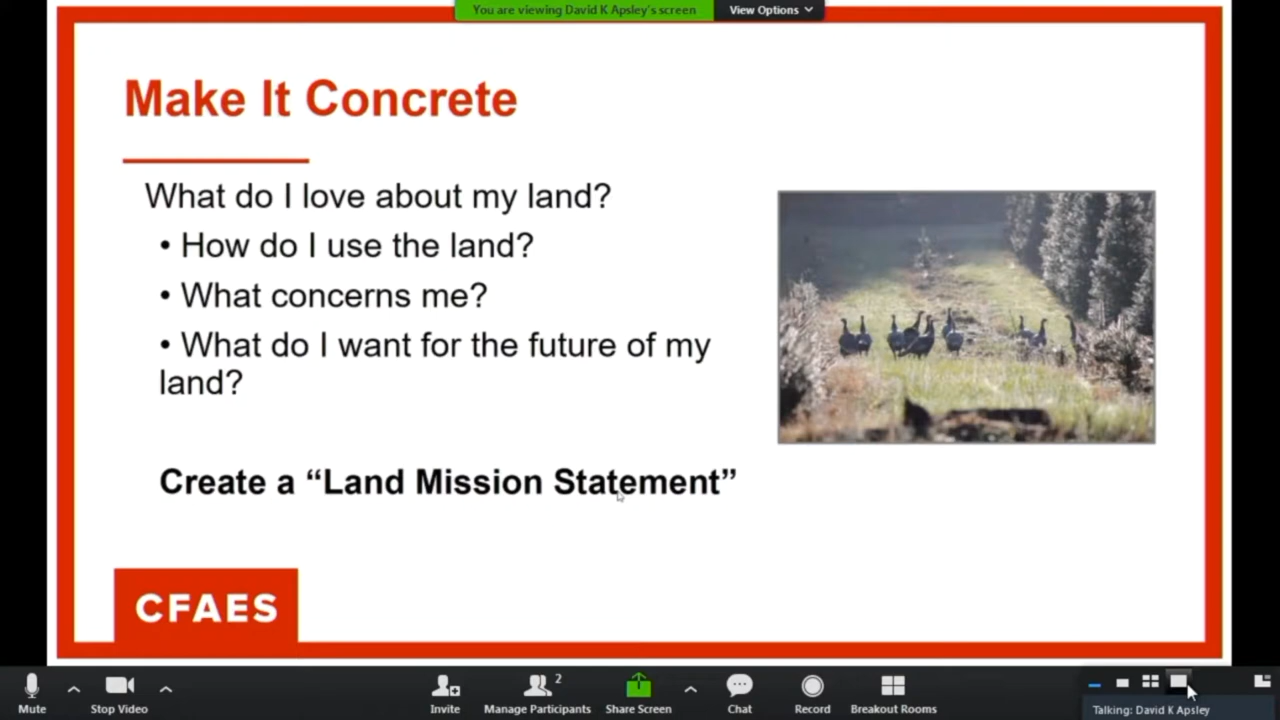 You are viewing David K Apsley's screen
View Options
Make It Concrete
What do I love about my land?
• How do I use the land?
• What concerns me?
• What do I want for the future of my
land?
Create a “Land Mission Statement”
CFAES
Mute
Stop Video
Invite
2
Manage Participants
Share Screen
Chat
Record
Breakout Rooms
Talking: David K Apsley